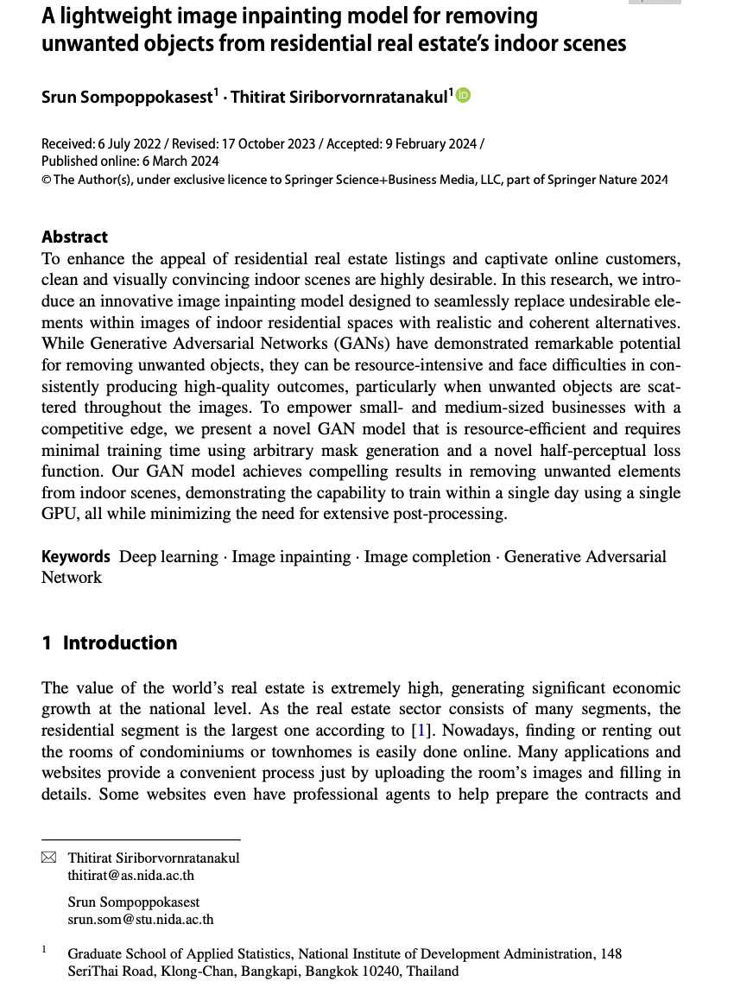 A lightweight image inpainting model for removing
unwanted objects from residential real estate's indoor scenes
Srun Sompoppokasest1 · Thitirat Siriborvornratanakul1 iD
Received: 6 July 2022 / Revised: 17 October 2023 / Accepted: 9 February 2024 /
Published online: 6 March 2024
© The Author(s), under exclusive licence to Springer Science+Business Media, LLC, part of Springer Nature 2024
Abstract
To enhance the appeal of residential real estate listings and captivate online customers,
clean and visually convincing indoor scenes are highly desirable. In this research, we intro-
duce an innovative image inpainting model designed to seamlessly replace undesirable ele-
ments within images of indoor residential spaces with realistic and coherent alternatives.
While Generative Adversarial Networks (GANs) have demonstrated remarkable potential
for removing unwanted objects, they can be resource-intensive and face difficulties in con-
sistently producing high-quality outcomes, particularly when unwanted objects are scat-
tered throughout the images. To empower small- and medium-sized businesses with a
competitive edge, we present a novel GAN model that is resource-efficient and requires
minimal training time using arbitrary mask generation and a novel half-perceptual loss
function. Our GAN model achieves compelling results in removing unwanted elements
from indoor scenes, demonstrating the capability to train within a single day using a single
GPU, all while minimizing the need for extensive post-processing.
Keywords Deep learning · Image inpainting · Image completion · Generative Adversarial
Network
1 Introduction
The value of the world's real estate is extremely high, generating significant economic
growth at the national level. As the real estate sector consists of many segments, the
residential segment is the largest one according to [1]. Nowadays, finding or renting out
the rooms of condominiums or townhomes is easily done online. Many applications and
websites provide a convenient process just by uploading the room's images and filling in
details. Some websites even have professional agents to help prepare the contracts and
Thitirat Siriborvornratanakul
thitirat@as.nida.ac.th
Srun Sompoppokasest
srun.som@stu.nida.ac.th
1 Graduate School of Applied Statistics, National Institute of Development Administration, 148
SeriThai Road, Klong-Chan, Bangkapi, Bangkok 10240, Thailand